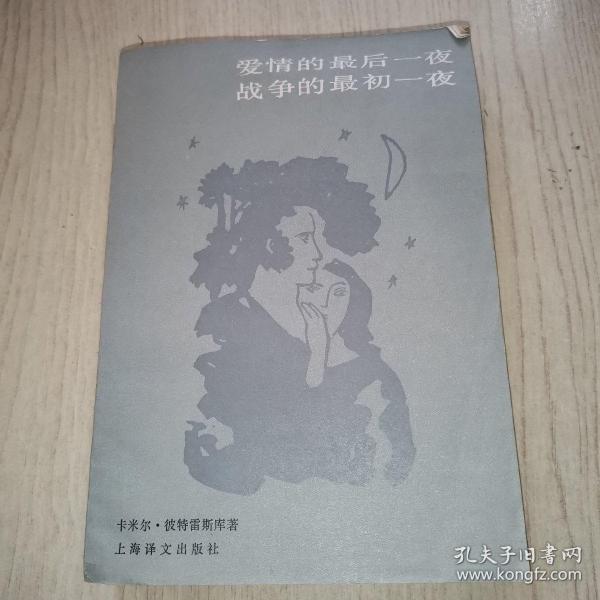 爱情的最后一夜
战争的最初一夜
卡米尔·彼特雷斯库著
上海译文出版社
孔夫子旧书网
www.kongfz.com